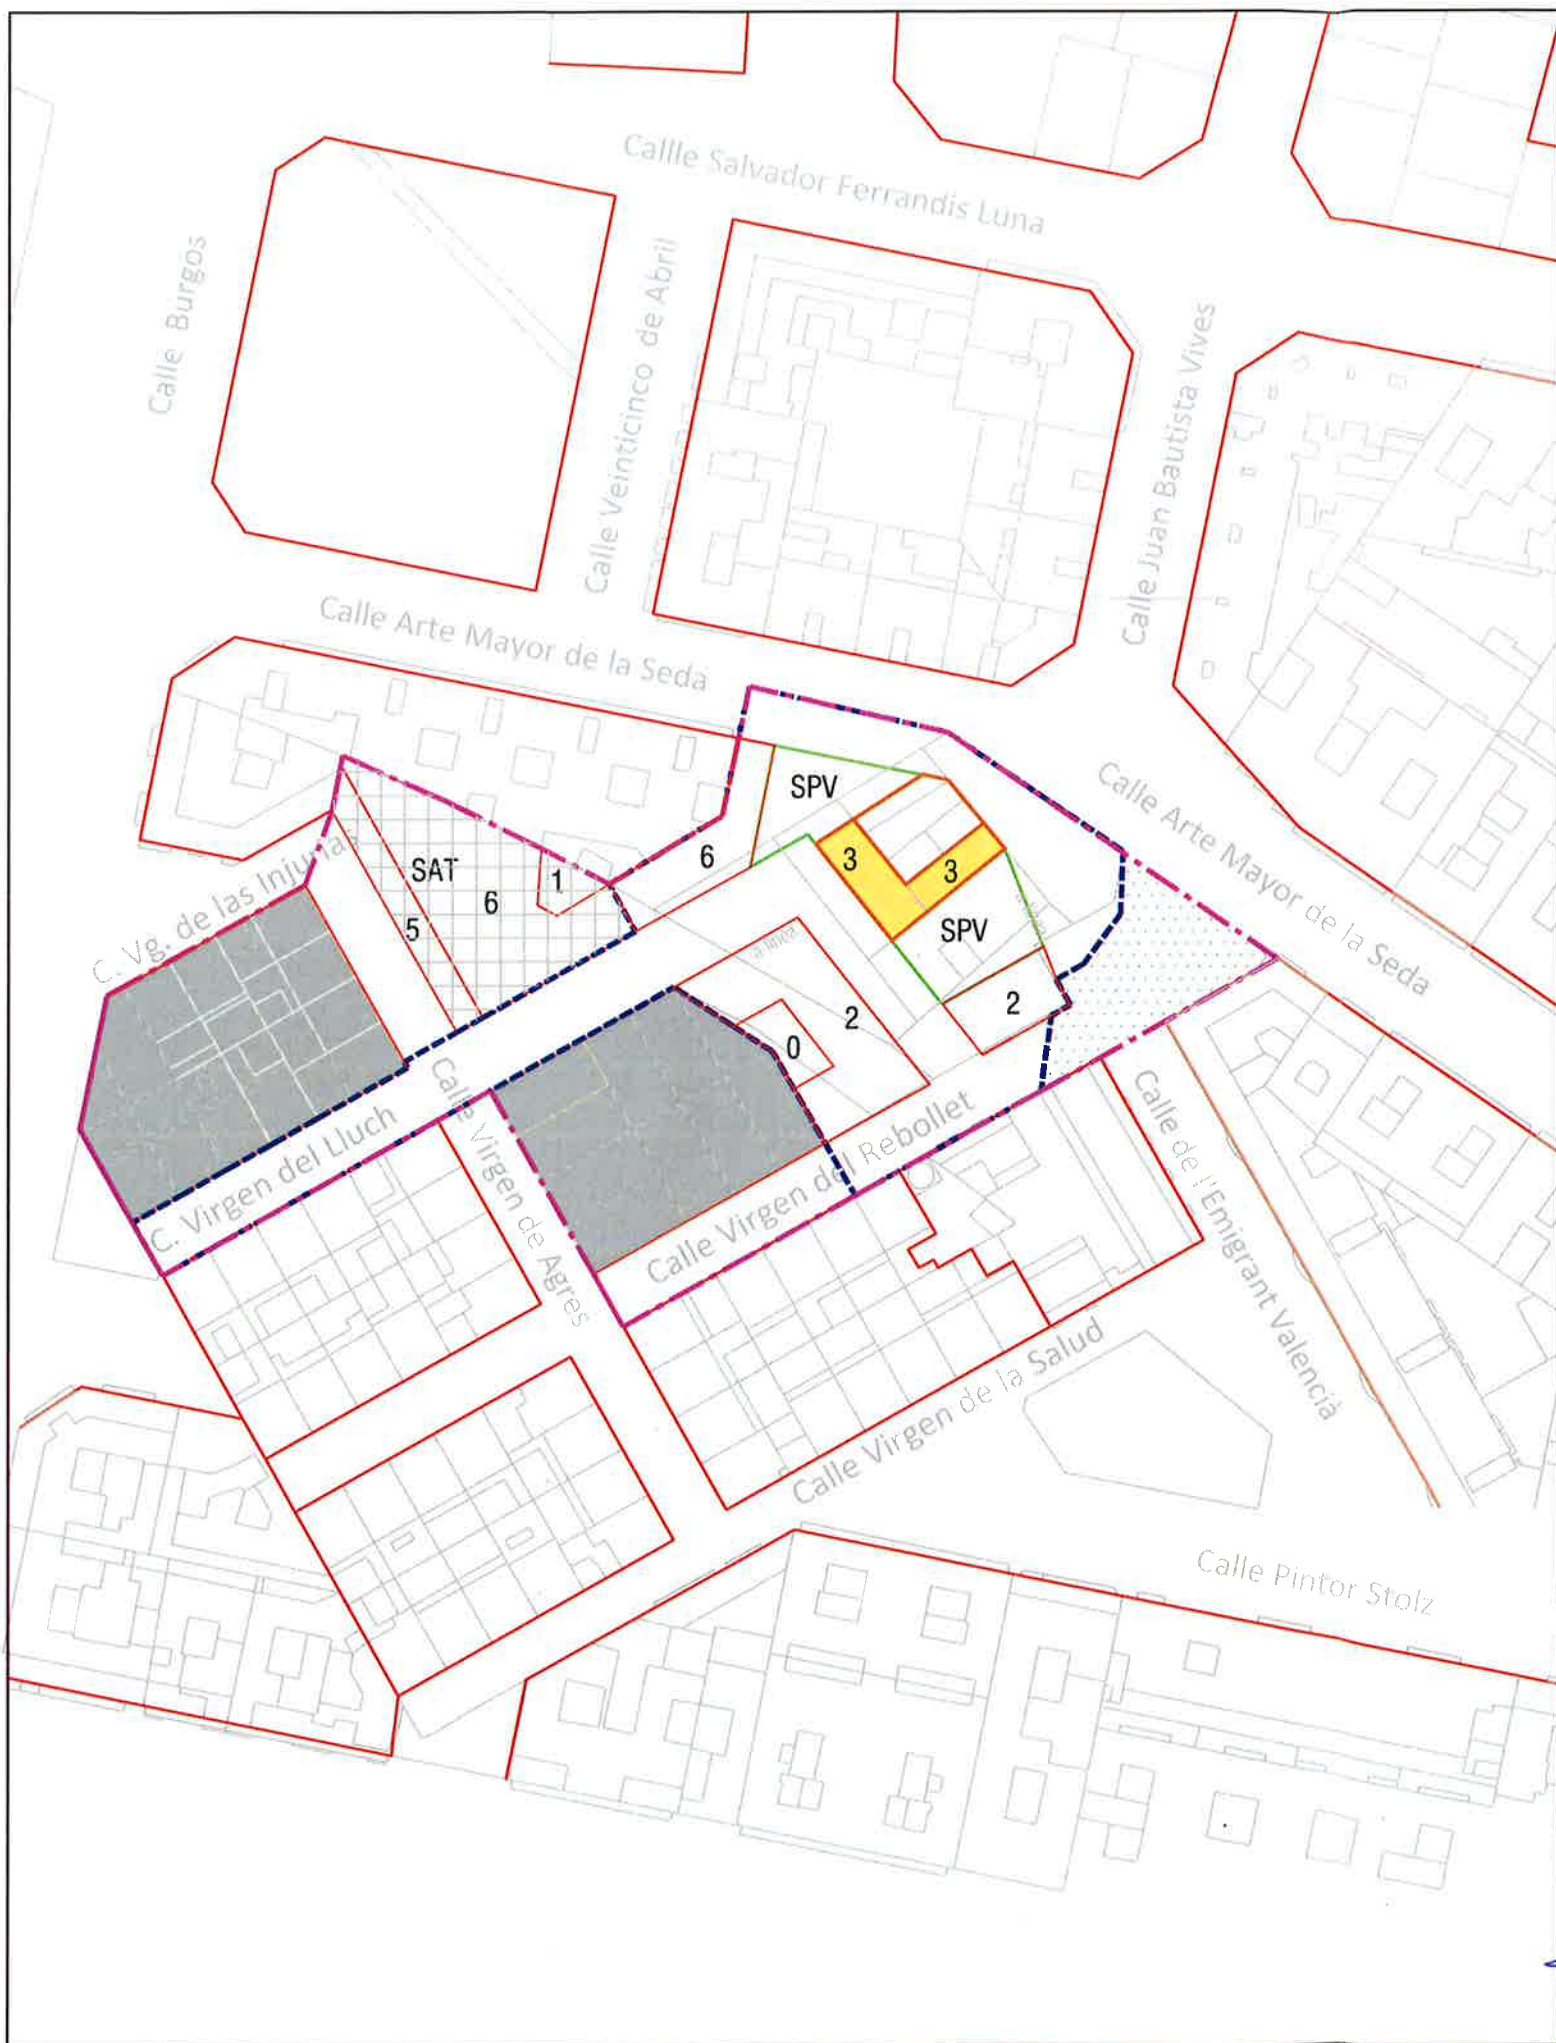 Callle Salvador Ferrandis Luna
Calle Burgos
Calle Veinticinco de Abril
Calle Juan Bautista Vives
Calle Arte Mayor de la Seda
SPV
Calle Arte Mayor de la Seda
6
3
3
SAT
1
6
5
SPV
C. Vg. de las Injurias
a línea
2
2
0
Calle Virgen de Agres
C. Virgen del Lluch
Calle Virgen del Rebollet
Calle de l'Emigrant Valencià
Calle Virgen de la Salud
Calle Pintor Stolz